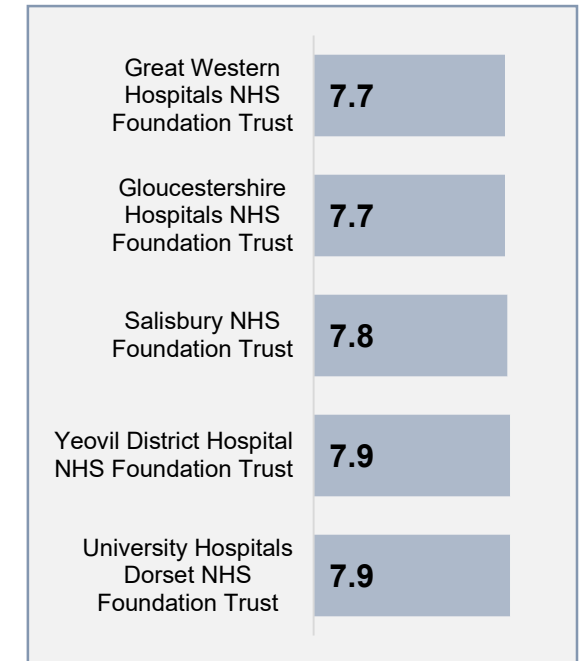 Great Western
Hospitals NHS
Foundation Trust
7.7
Gloucestershire
Hospitals NHS
Foundation Trust
7.7
Salisbury NHS
Foundation Trust
7.8
Yeovil District Hospital
NHS Foundation Trust
7.9
University Hospitals
Dorset NHS
Foundation Trust
7.9